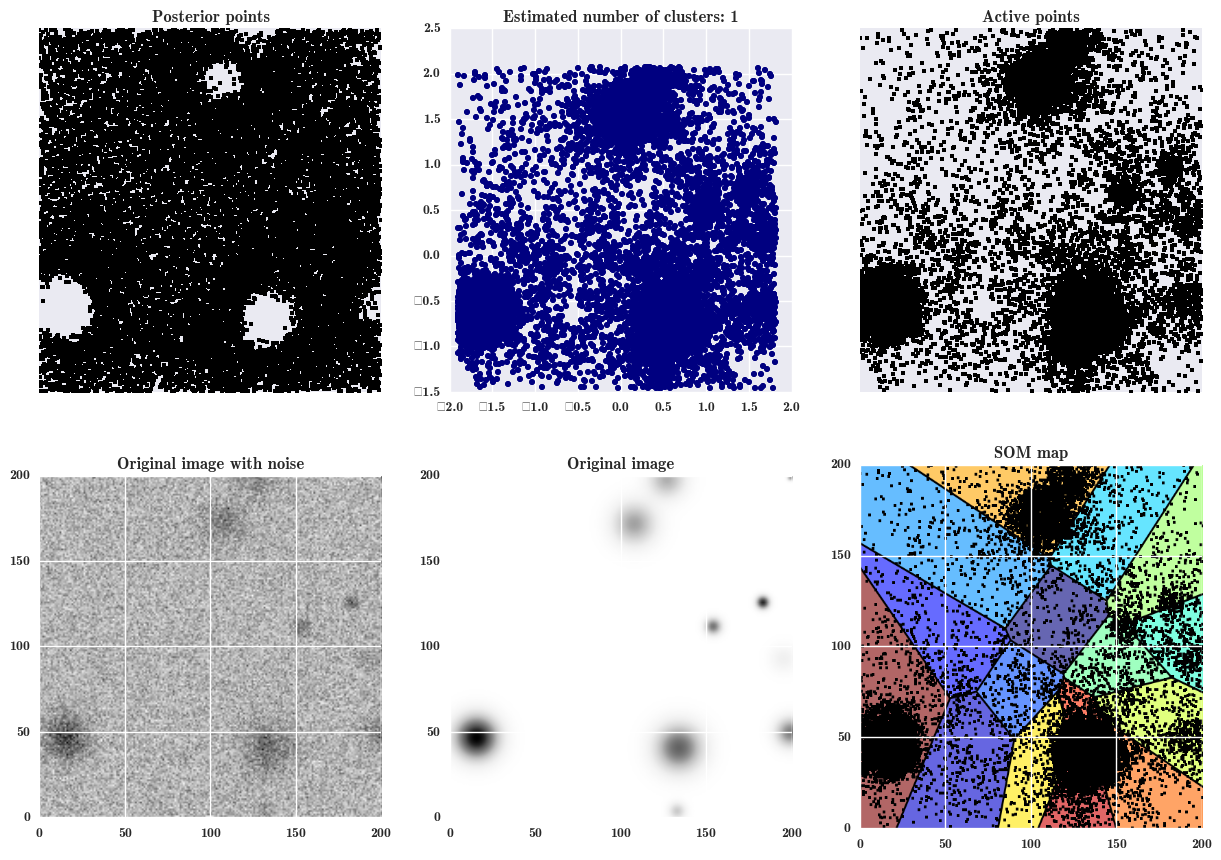 Posterior points
Estimated number of clusters: 1
Active points
2.5
2.0
1.5
1.0
0.5
0.0
□0.5
□1.0
□1.5
□2.0 □1.5 □1.0 □0.5 0.0 0.5 1.0 1.5 2.0
Original image with noise
Original image
SOM map
200
150
100
50
0
0 50 100 150 200
200
150
100
50
0
0 50 100 150 200
200
150
100
50
0
0 50 100 150 200